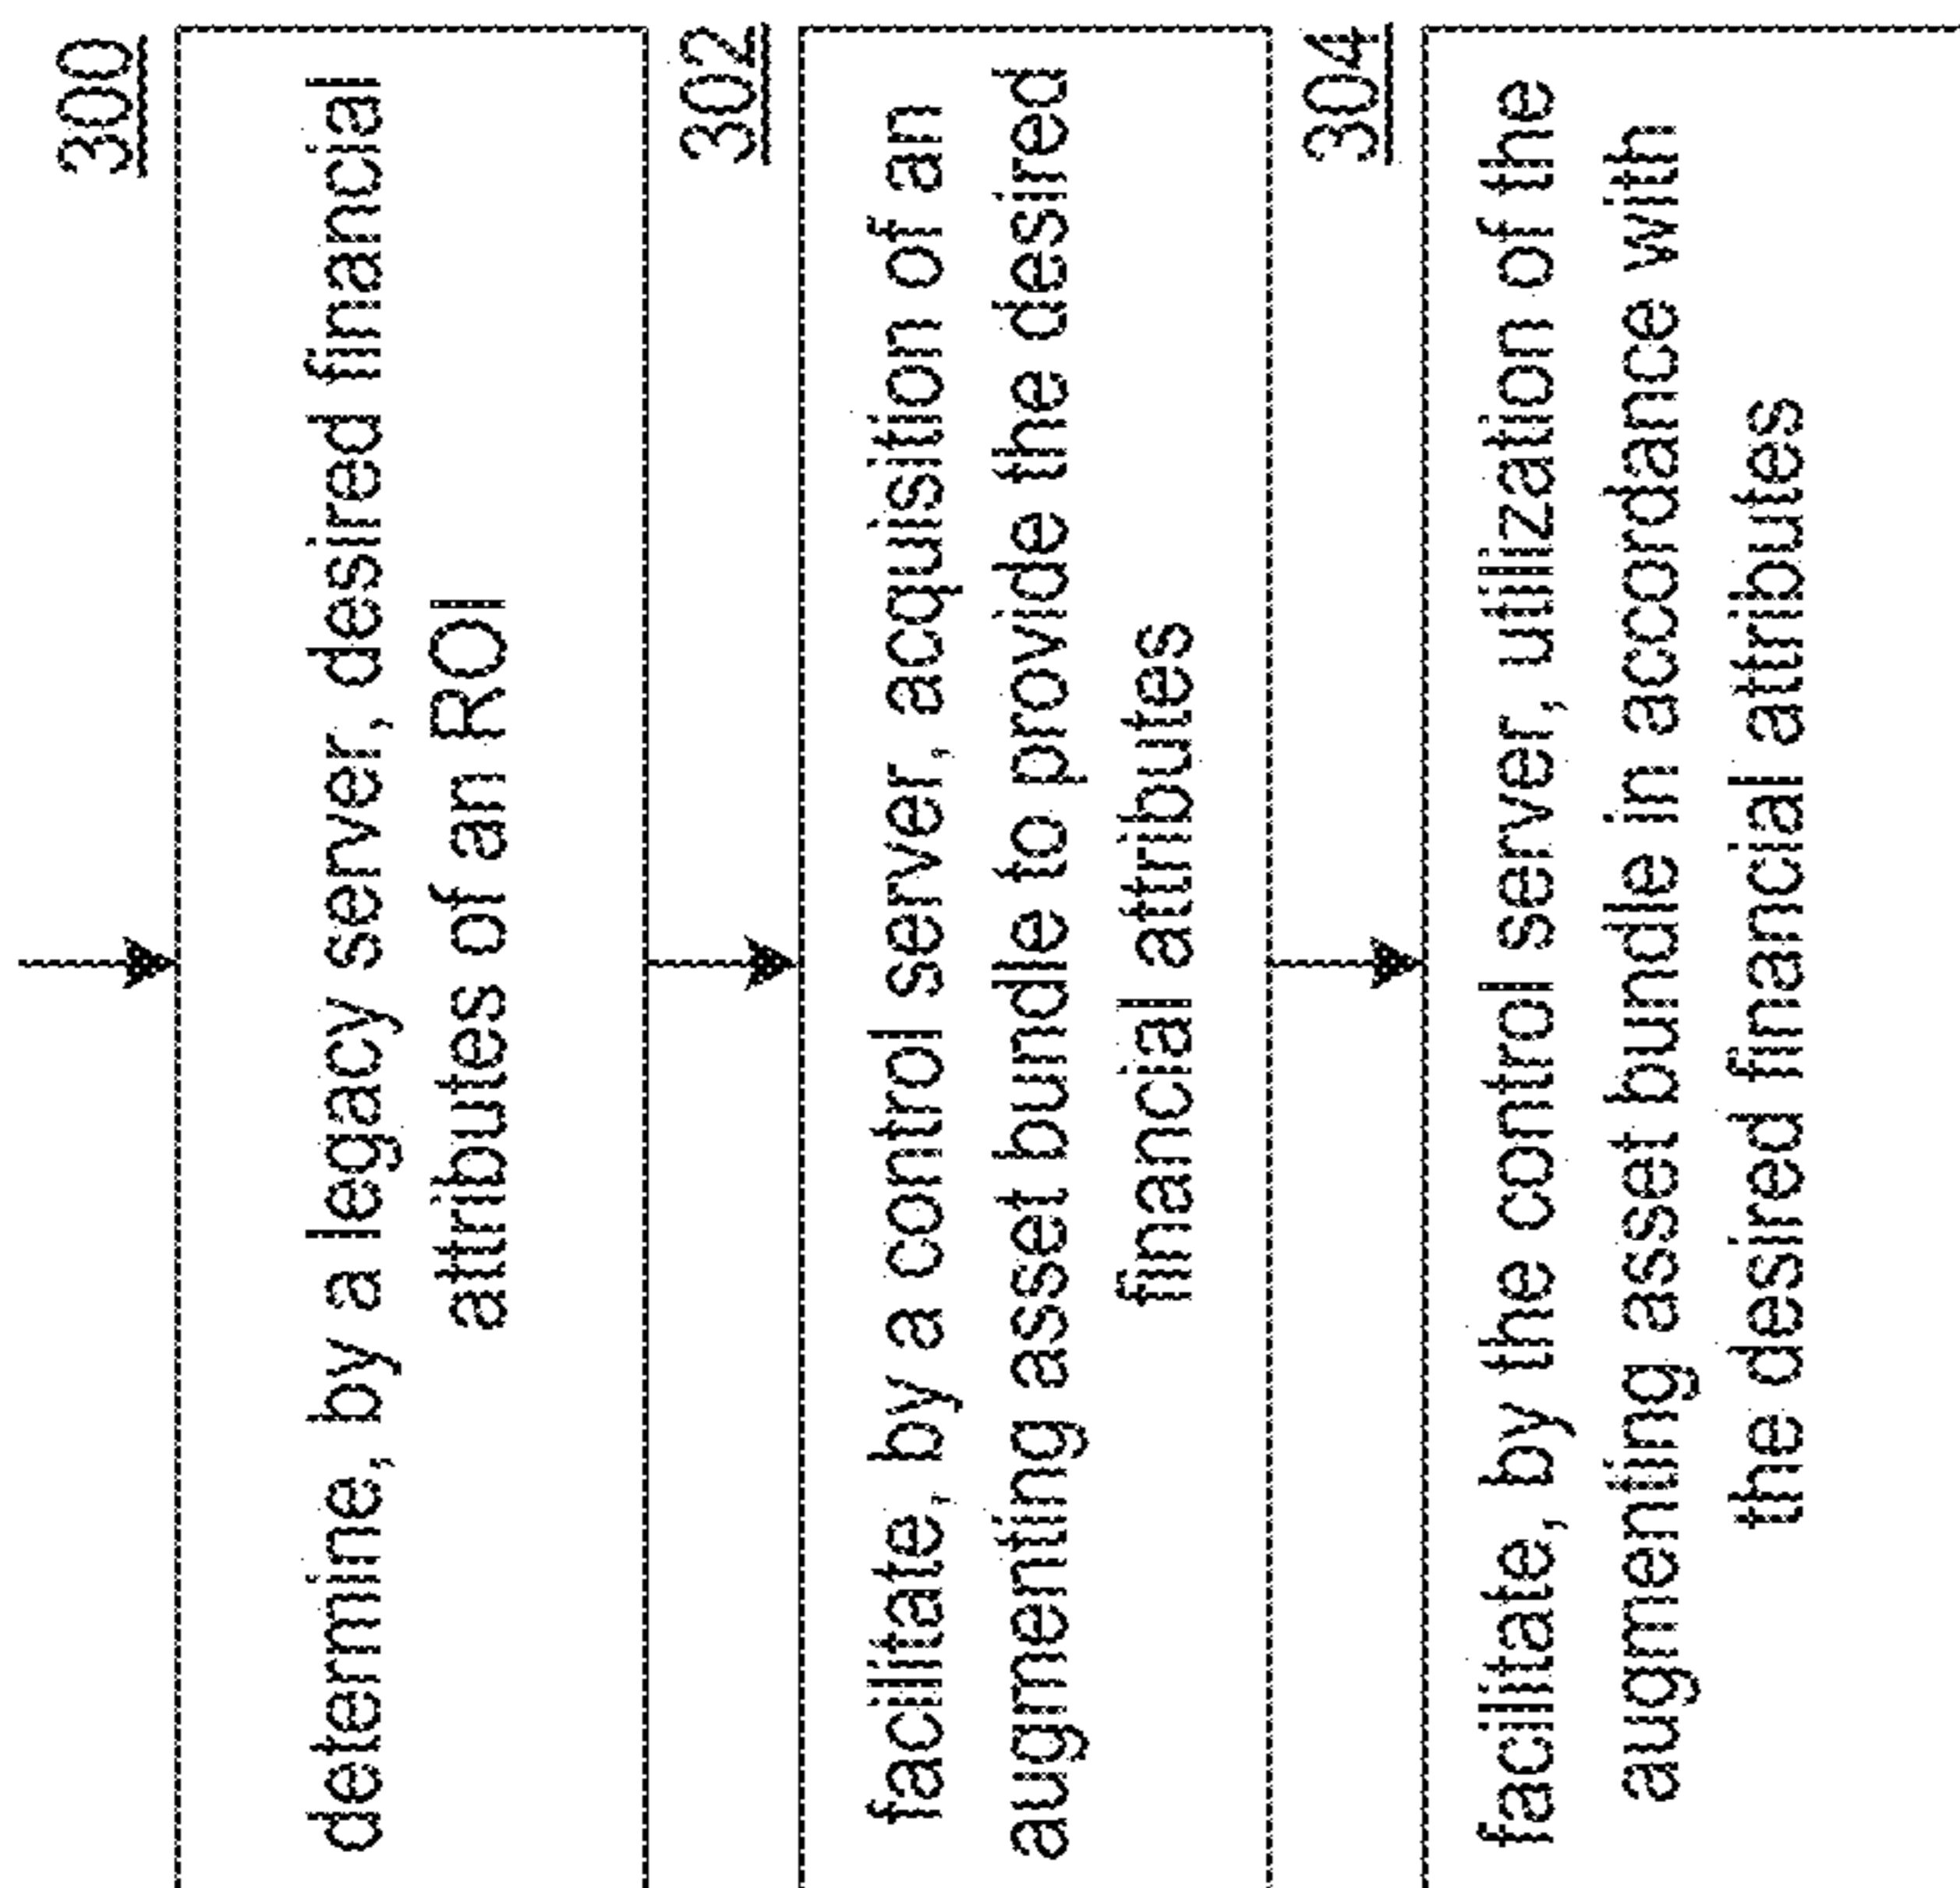 300
determine, by a legacy server, desired financial
attributes of an ROI
302
facilitate, by a control server, acquisition of an
augmenting asset bundle to provide the desired
financial attributes
304
facilitate, by the control server, utilization of the
augmenting asset bundle in accordance with
the desired financial attributes